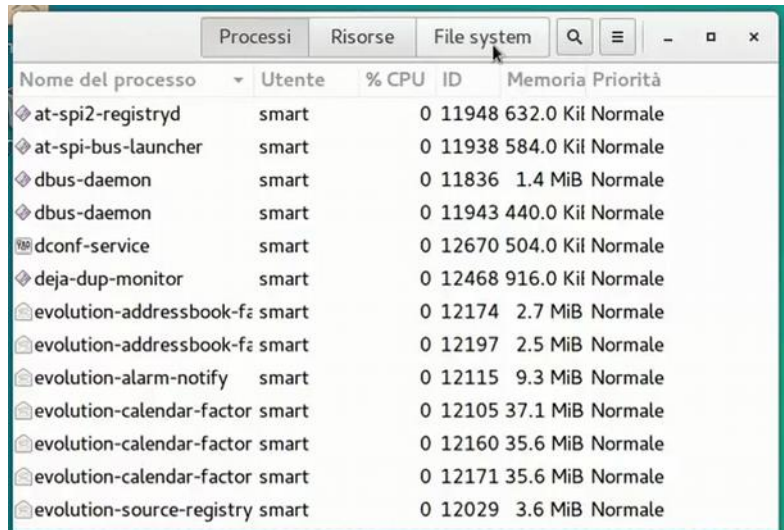 Processi Risorse File system
Nome del processo Utente % CPU ID Memoria Priorità
at-spi2-registryd smart 0 11948 632.0 KiB Normale
at-spi-bus-launcher smart 0 11938 584.0 KiB Normale
dbus-daemon smart 0 11836 1.4 MiB Normale
dbus-daemon smart 0 11943 440.0 KiB Normale
dconf-service smart 0 12670 504.0 KiB Normale
deja-dup-monitor smart 0 12468 916.0 KiB Normale
evolution-addressbook-fa smart 0 12174 2.7 MiB Normale
evolution-addressbook-fa smart 0 12197 2.5 MiB Normale
evolution-alarm-notify smart 0 12115 9.3 MiB Normale
evolution-calendar-factor smart 0 12105 37.1 MiB Normale
evolution-calendar-factor smart 0 12160 35.6 MiB Normale
evolution-calendar-factor smart 0 12171 35.6 MiB Normale
evolution-source-registry smart 0 12029 3.6 MiB Normale